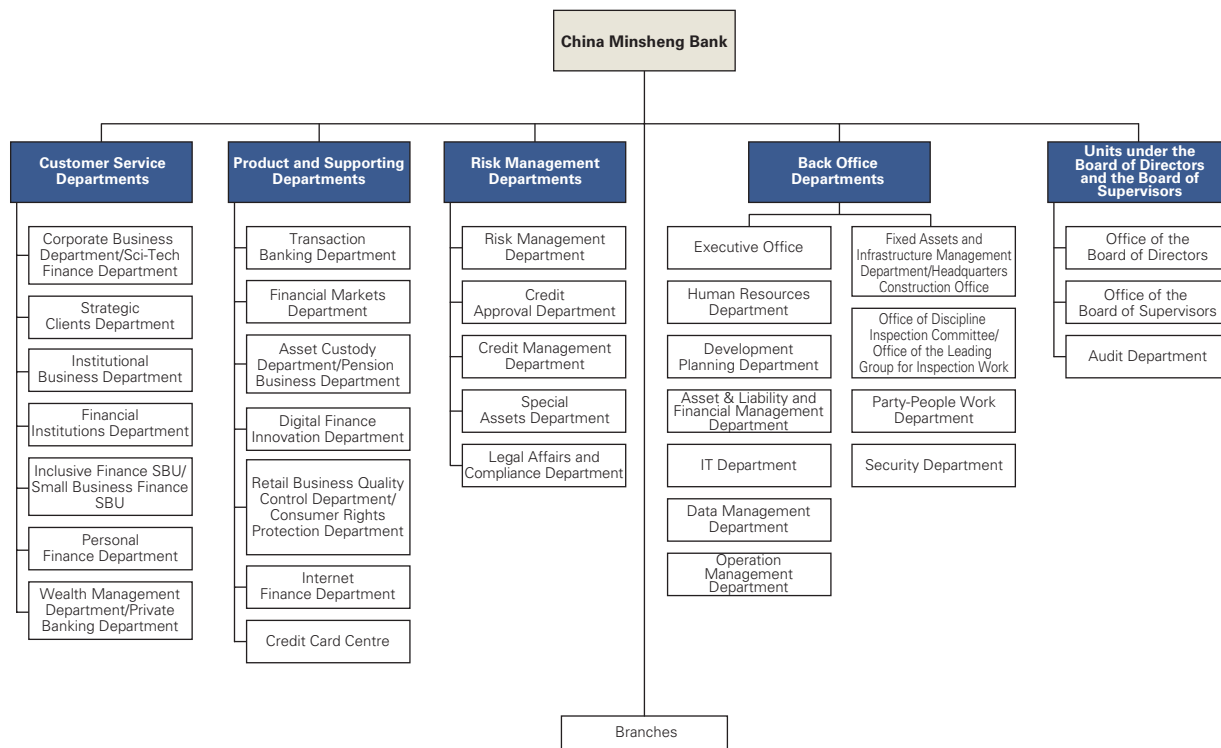 China Minsheng Bank
Customer Service
Departments
Corporate Business
Department/Sci-Tech
Finance Department
Strategic
Clients Department
Institutional
Business Department
Financial
Institutions Department
Inclusive Finance SBU/
Small Business Finance
SBU
Personal
Finance Department
Wealth Management
Department/Private
Banking Department
Product and Supporting
Departments
Transaction
Banking Department
Financial Markets
Department
Asset Custody
Department/Pension
Business Department
Digital Finance
Innovation Department
Retail Business Quality
Control Department/
Consumer Rights
Protection Department
Internet
Finance Department
Credit Card Centre
Risk Management
Departments
Risk Management
Department
Credit
Approval Department
Credit Management
Department
Special
Assets Department
Legal Affairs and
Compliance Department
Back Office
Departments
Executive Office
Human Resources
Department
Development
Planning Department
Asset & Liability and
Financial Management
Department
IT Department
Data Management
Department
Operation
Management
Department
Fixed Assets and
Infrastructure Management
Department/Headquarters
Construction Office
Office of Discipline
Inspection Committee/
Office of the Leading
Group for Inspection Work
Party-People Work
Department
Security Department
Units under the
Board of Directors
and the Board of
Supervisors
Office of the
Board of Directors
Office of the
Board of Supervisors
Audit Department
Branches